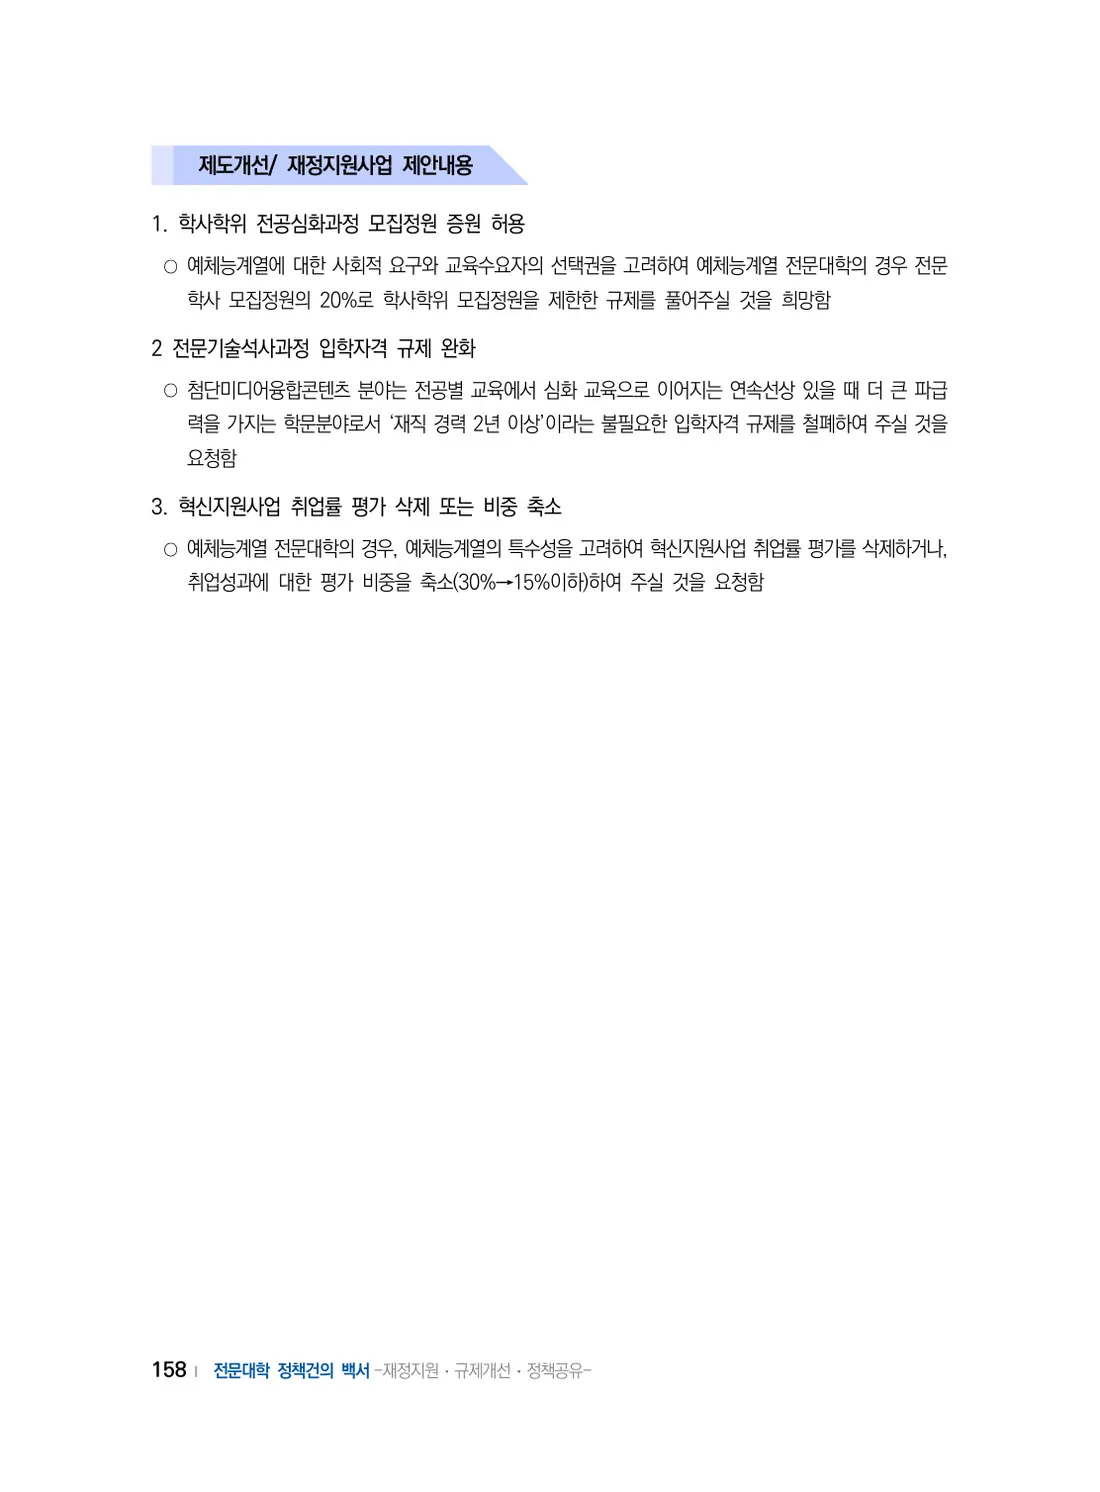 제도개선/ 재정지원사업 제안내용
1. 학사학위 전공심화과정 모집정원 증원 허용
○ 예체능계열에 대한 사회적 요구와 교육수요자의 선택권을 고려하여 예체능계열 전문대학의 경우 전문
학사 모집정원의 20%로 학사학위 모집정원을 제한한 규제를 풀어주실 것을 희망함
2 전문기술석사과정 입학자격 규제 완화
○ 첨단미디어융합콘텐츠 분야는 전공별 교육에서 심화 교육으로 이어지는 연속선상 있을 때 더 큰 파급
력을 가지는 학문분야로서 ‘재직 경력 2년 이상’이라는 불필요한 입학자격 규제를 철폐하여 주실 것을
요청함
3. 혁신지원사업 취업률 평가 삭제 또는 비중 축소
○ 예체능계열 전문대학의 경우, 예체능계열의 특수성을 고려하여 혁신지원사업 취업률 평가를 삭제하거나,
취업성과에 대한 평가 비중을 축소(30%→15%이하)하여 주실 것을 요청함
158 | 전문대학 정책건의 백서 -재정지원·규제개선·정책공유-